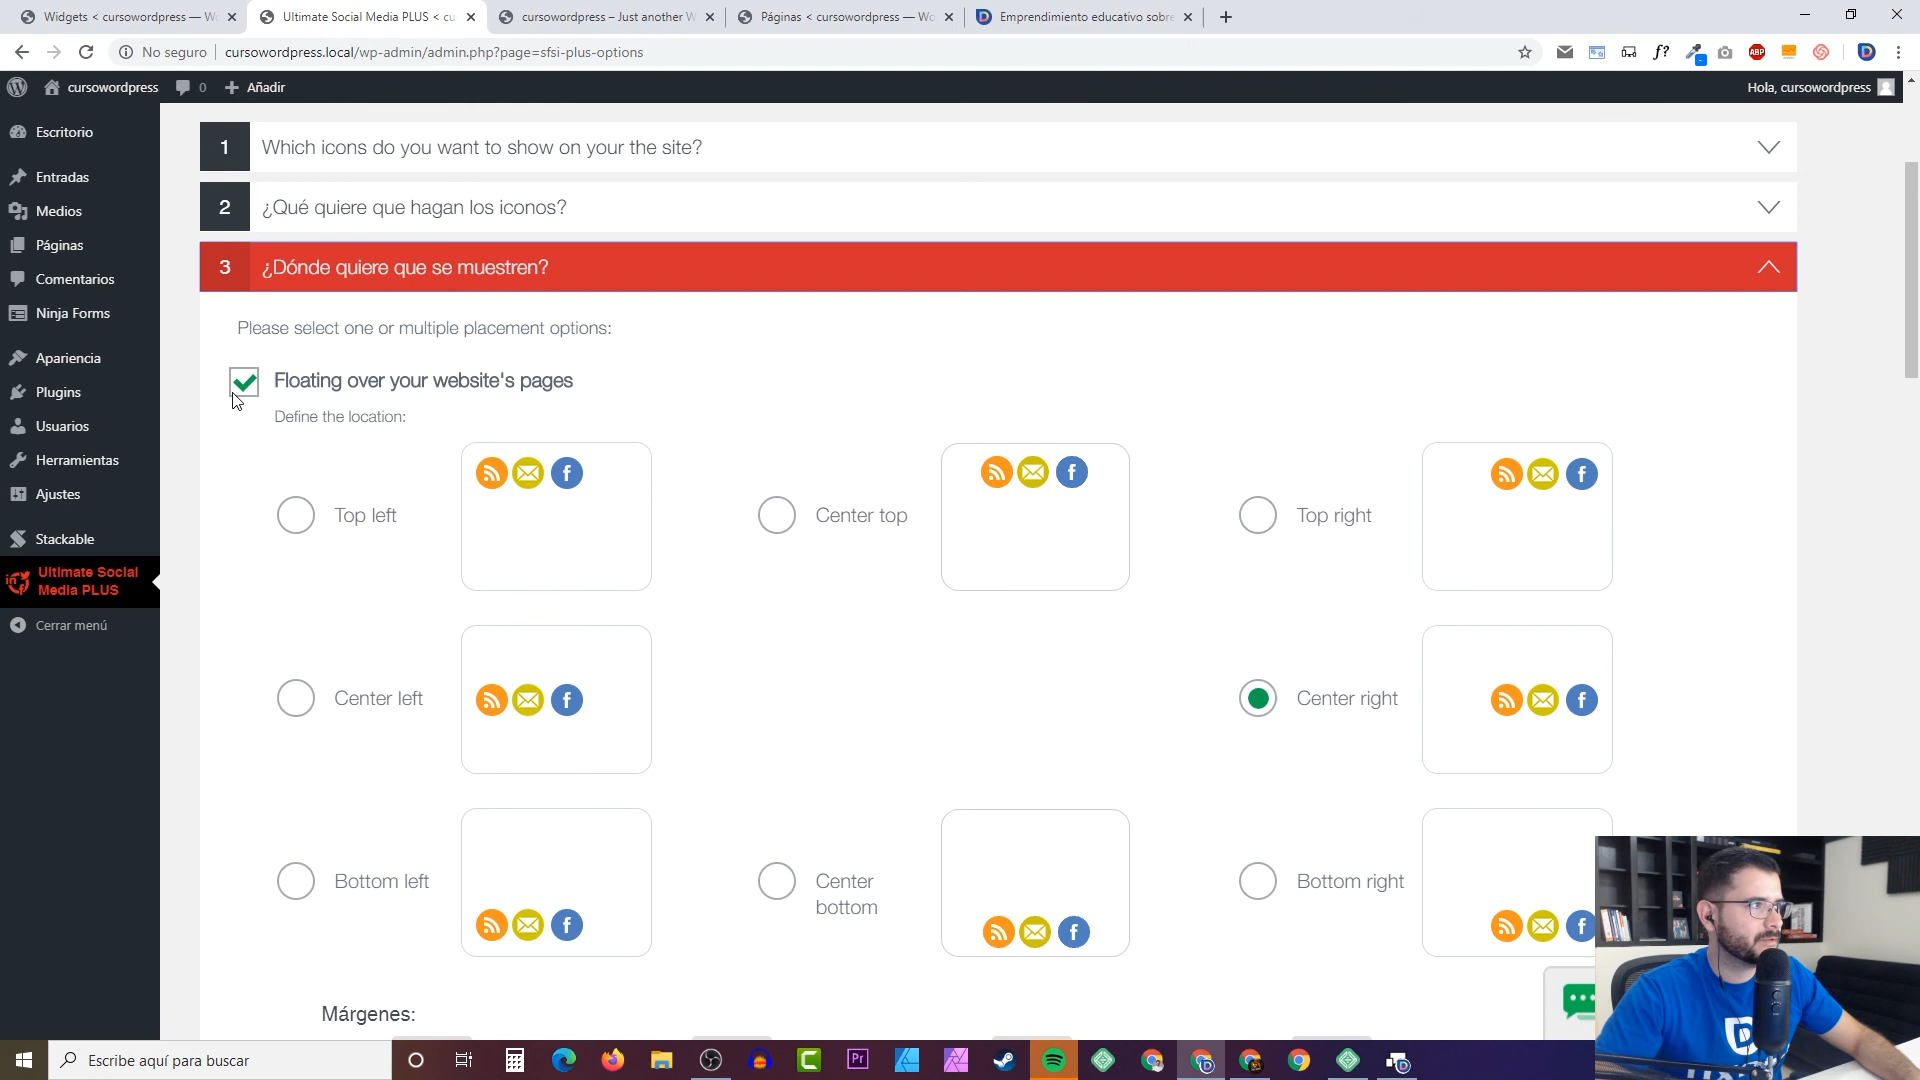 Widgets < cursowordpress — Wo
Ultimate Social Media PLUS < cu
cursowordpress – Just another W
Páginas < cursowordpress — Wo
Emprendimiento educativo sobre
No seguro
cursowordpress.local/wp-admin/admin.php?page=sfsi-plus-options
f?
ABP
cursowordpress
0
Añadir
Hola, cursowordpress
Escritorio
Entradas
Medios
Páginas
Comentarios
Ninja Forms
Apariencia
Plugins
Usuarios
Herramientas
Ajustes
Stackable
Ultimate Social
Media PLUS
Cerrar menú
1 Which icons do you want to show on your the site?
2 ¿Qué quiere que hagan los iconos?
3 ¿Dónde quiere que se muestren?
Please select one or multiple placement options:
Floating over your website's pages
Define the location:
Top left
Center top
Top right
Center left
Center right
Bottom left
Center
bottom
Bottom right
Márgenes:
Escribe aquí para buscar
Pr